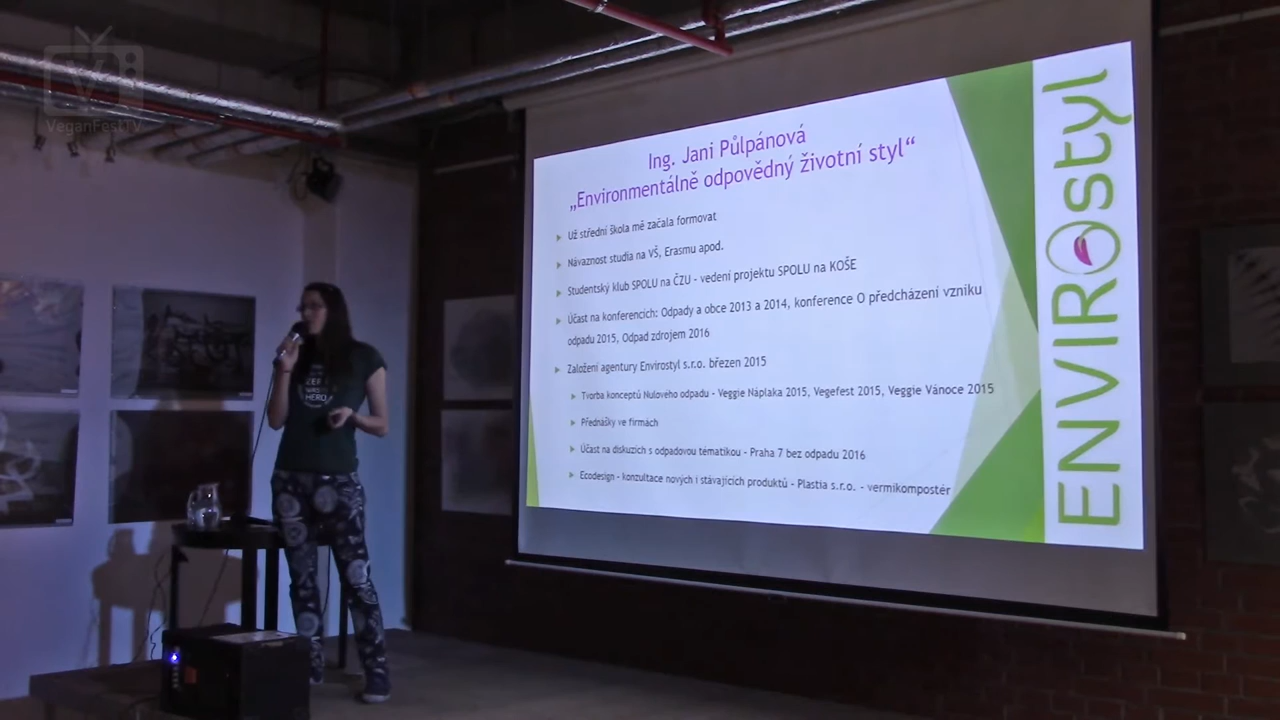 VeganFestTV
Ing. Jani Půlpánová
„Environmentálně odpovědný životní styl“
Už střední škola mě začala formovat
Návaznost studia na VŠ, Erasmu apod.
Studentský klub SPOLU na ČZU - vedení projektu SPOLU na KOŠE
Účast na konferencích: Odpady a obce 2013 a 2014, konference O předcházení vzniku
odpadu 2015, Odpad zdrojem 2016
Založení agentury Envirostyl s.r.o. březen 2015
Tvorba konceptů Nulového odpadu - Veggie Náplaka 2015, Vegefest 2015, Veggie Vánoce 2015
Přednášky ve firmách
Účast na diskuzích s odpadovou tématikou - Praha 7 bez odpadu 2016
Ecodesign - konzultace nových i stávajících produktů - Plastia s.r.o. - vermikompostér
ENVIROstyl
ZERO
WASTE
HERO